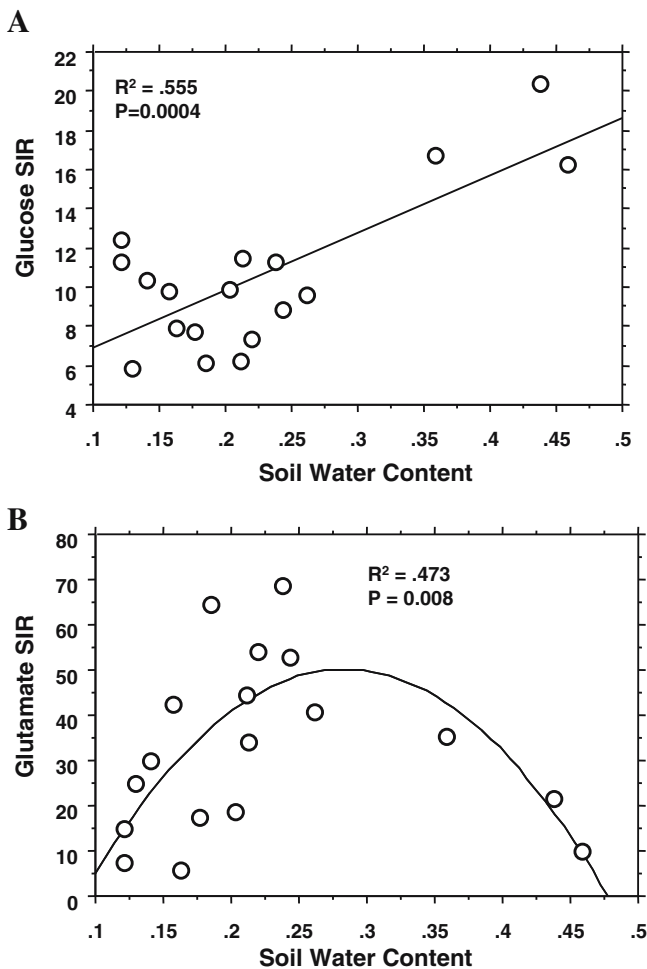 A
22
20
18
16
14
12
10
8
6
4
Glucose SIR
R² = .555
P=0.0004
.1 .15 .2 .25 .3 .35 .4 .45 .5
Soil Water Content
B
80
70
60
50
40
30
20
10
0
Glutamate SIR
R² = .473
P = 0.008
.1 .15 .2 .25 .3 .35 .4 .45 .5
Soil Water Content